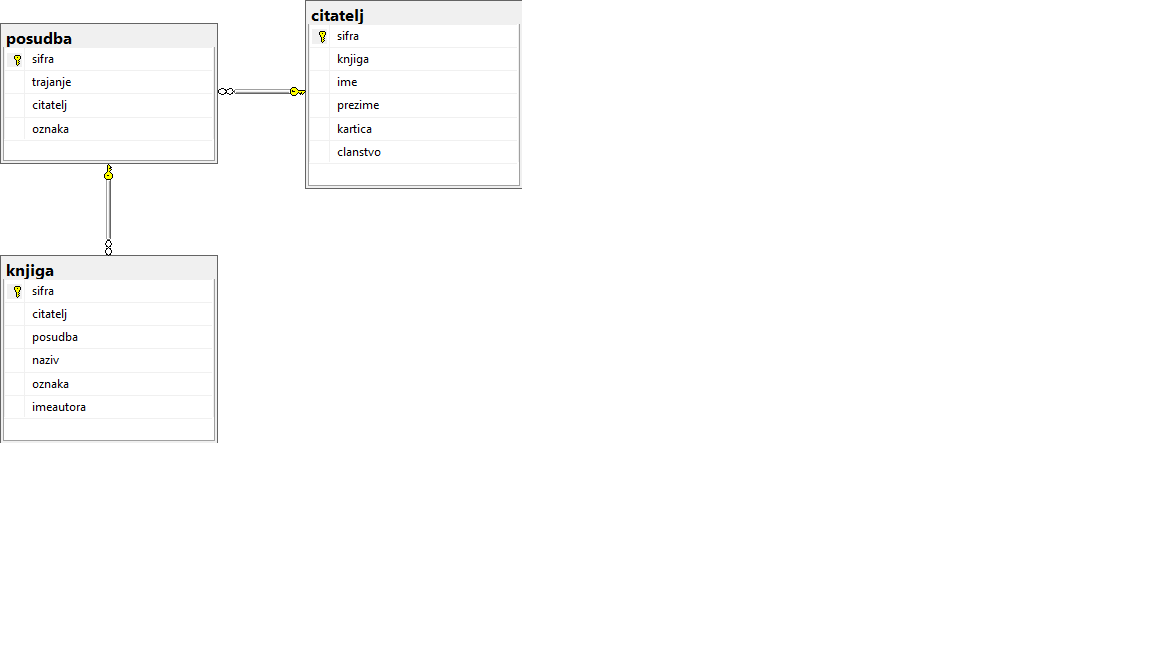 posudba
sifra
trajanje
citatelj
oznaka
citatelj
sifra
knjiga
ime
prezime
kartica
clanstvo
knjiga
sifra
citatelj
posudba
naziv
oznaka
imeautora